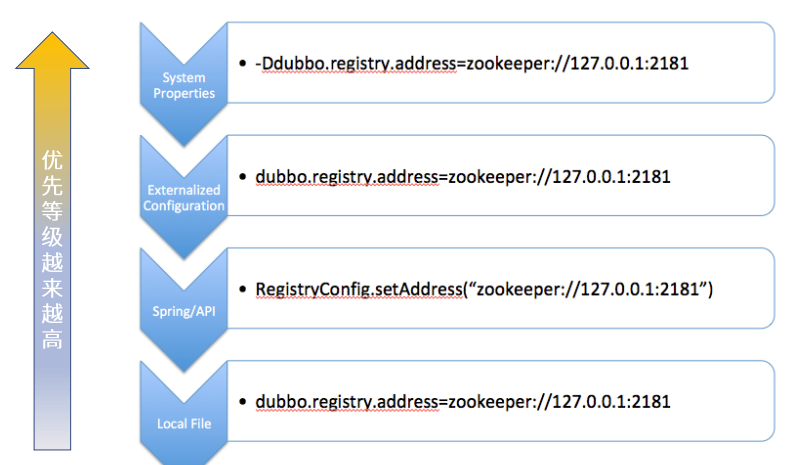 System
Properties
• -Ddubbo.registry.address=zookeeper://127.0.0.1:2181
优先等级越来越高
Externalized
Configuration
• dubbo.registry.address=zookeeper://127.0.0.1:2181
Spring/API
• RegistryConfig.setAddress(“zookeeper://127.0.0.1:2181”)
Local File
• dubbo.registry.address=zookeeper://127.0.0.1:2181